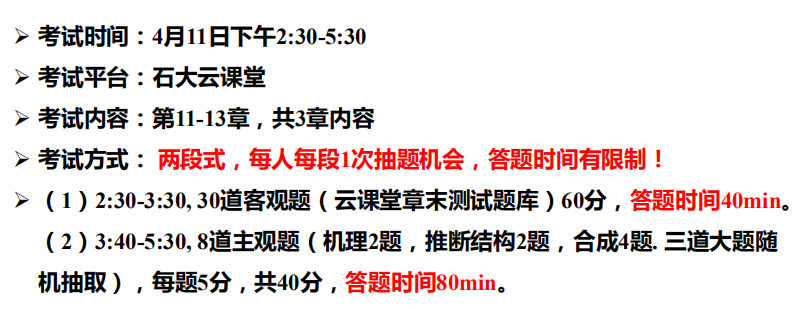 ➢ 考试时间：4月11日下午2:30-5:30
➢ 考试平台：石大云课堂
➢ 考试内容：第11-13章，共3章内容
➢ 考试方式： 两段式，每人每段1次抽题机会，答题时间有限制！
➢ （1）2:30-3:30, 30道客观题（云课堂章末测试题库）60分，答题时间40min。
（2）3:40-5:30, 8道主观题（机理2题，推断结构2题，合成4题. 三道大题随
机抽取），每题5分，共40分，答题时间80min。